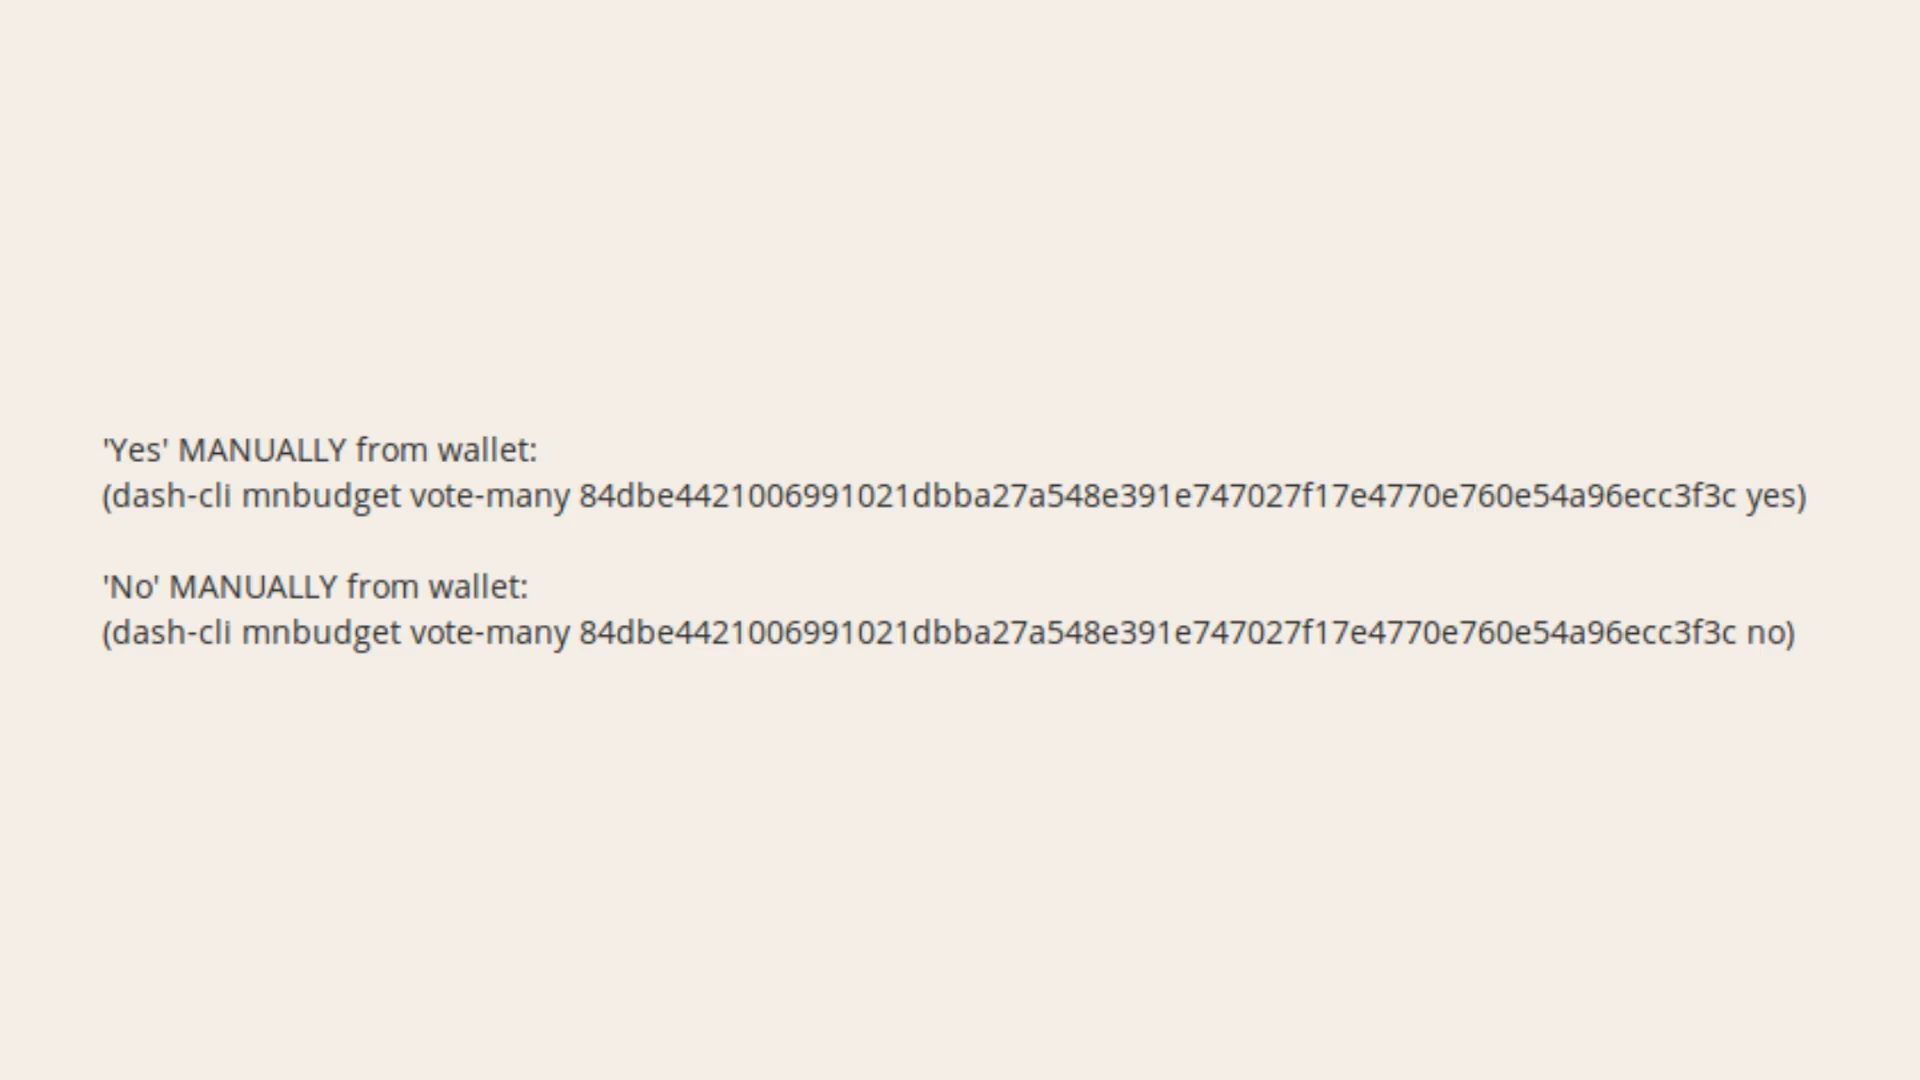 'Yes' MANUALLY from wallet:
(dash-cli mnbudget vote-many 84dbe4421006991021dbba27a548e391e747027f17e4770e760e54a96ecc3f3c yes)
'No' MANUALLY from wallet:
(dash-cli mnbudget vote-many 84dbe4421006991021dbba27a548e391e747027f17e4770e760e54a96ecc3f3c no)